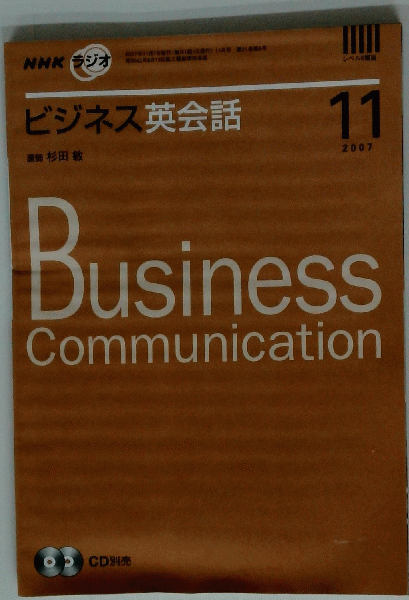 NHK ラジオ
ビジネス英会話
講師 杉田 敏
11
2007
Business
Communication
CD別売